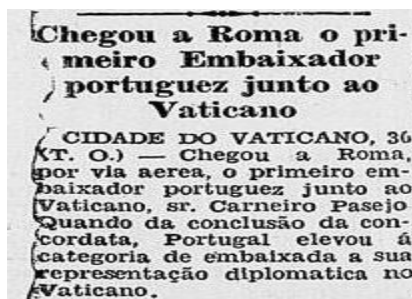 Chegou a Roma o pri-
meiro Embaixador
portuguez junto ao
Vaticano
CIDADE DO VATICANO, 30
(T. O.) — Chegou a Roma,
por via aerea, o primeiro em-
baixador portuguez junto ao
Vaticano, sr. Carneiro Pasejo
Quando da conclusão da con-
cordata, Portugal elevou á
categoria de embaixada a sua
representação diplomatica no
Vaticano.